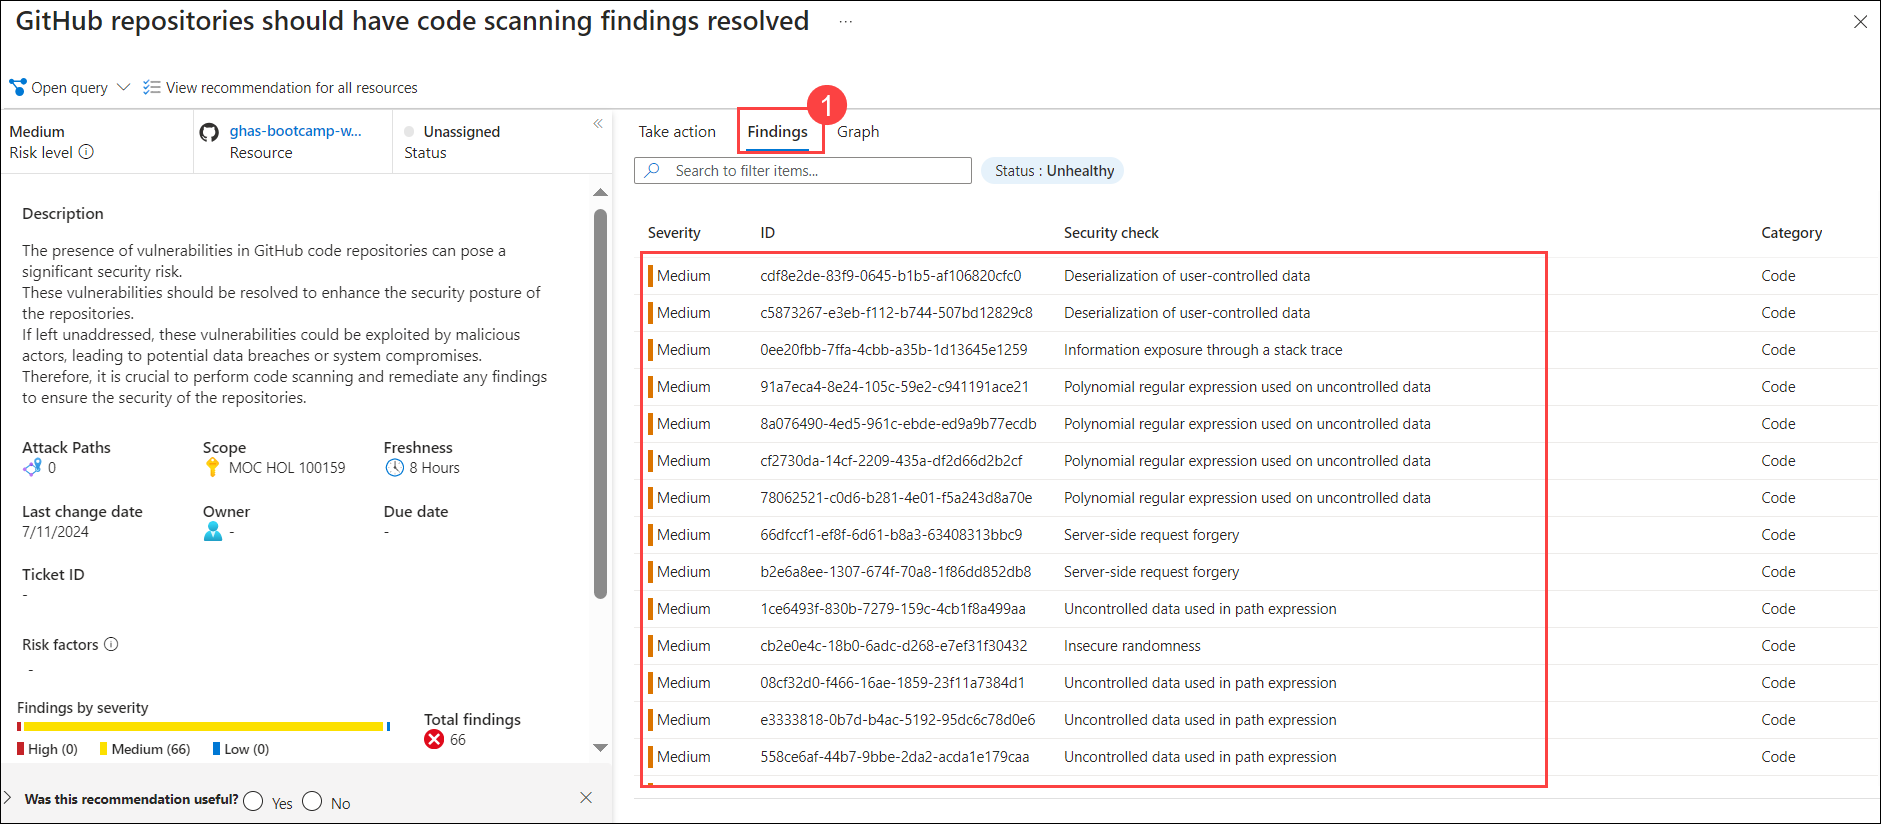 GitHub repositories should have code scanning findings resolved ...
Open query
View recommendation for all resources
Medium
Risk level
ghas-bootcamp-w...
Resource
Unassigned
Status
«
Description
The presence of vulnerabilities in GitHub code repositories can pose a
significant security risk.
These vulnerabilities should be resolved to enhance the security posture of
the repositories.
If left unaddressed, these vulnerabilities could be exploited by malicious
actors, leading to potential data breaches or system compromises.
Therefore, it is crucial to perform code scanning and remediate any findings
to ensure the security of the repositories.
Attack Paths
0
Scope
MOC HOL 100159
Freshness
8 Hours
Last change date
7/11/2024
Owner
-
Due date
-
Ticket ID
-
Risk factors
-
Findings by severity
High (0) Medium (66) Low (0)
Total findings
66
Was this recommendation useful? Yes No
1
Take action Findings Graph
Search to filter items...
Status : Unhealthy
Severity ID Security check Category
Medium cdf8e2de-83f9-0645-b1b5-af106820cfc0 Deserialization of user-controlled data Code
Medium c5873267-e3eb-f112-b744-507bd12829c8 Deserialization of user-controlled data Code
Medium 0ee20fbb-7ffa-4cbb-a35b-1d13645e1259 Information exposure through a stack trace Code
Medium 91a7eca4-8e24-105c-59e2-c941191ace21 Polynomial regular expression used on uncontrolled data Code
Medium 8a076490-4ed5-961c-ebde-ed9a9b77ecdb Polynomial regular expression used on uncontrolled data Code
Medium cf2730da-14cf-2209-435a-df2d66d2b2cf Polynomial regular expression used on uncontrolled data Code
Medium 78062521-c0d6-b281-4e01-f5a243d8a70e Polynomial regular expression used on uncontrolled data Code
Medium 66dfccf1-ef8f-6d61-b8a3-63408313bbc9 Server-side request forgery Code
Medium b2e6a8ee-1307-674f-70a8-1f86dd852db8 Server-side request forgery Code
Medium 1ce6493f-830b-7279-159c-4cb1f8a499aa Uncontrolled data used in path expression Code
Medium cb2e0e4c-18b0-6adc-d268-e7ef31f30432 Insecure randomness Code
Medium 08cf32d0-f466-16ae-1859-23f11a7384d1 Uncontrolled data used in path expression Code
Medium e3333818-0b7d-b4ac-5192-95dc6c78d0e6 Uncontrolled data used in path expression Code
Medium 558ce6af-44b7-9bbe-2da2-acda1e179caa Uncontrolled data used in path expression Code